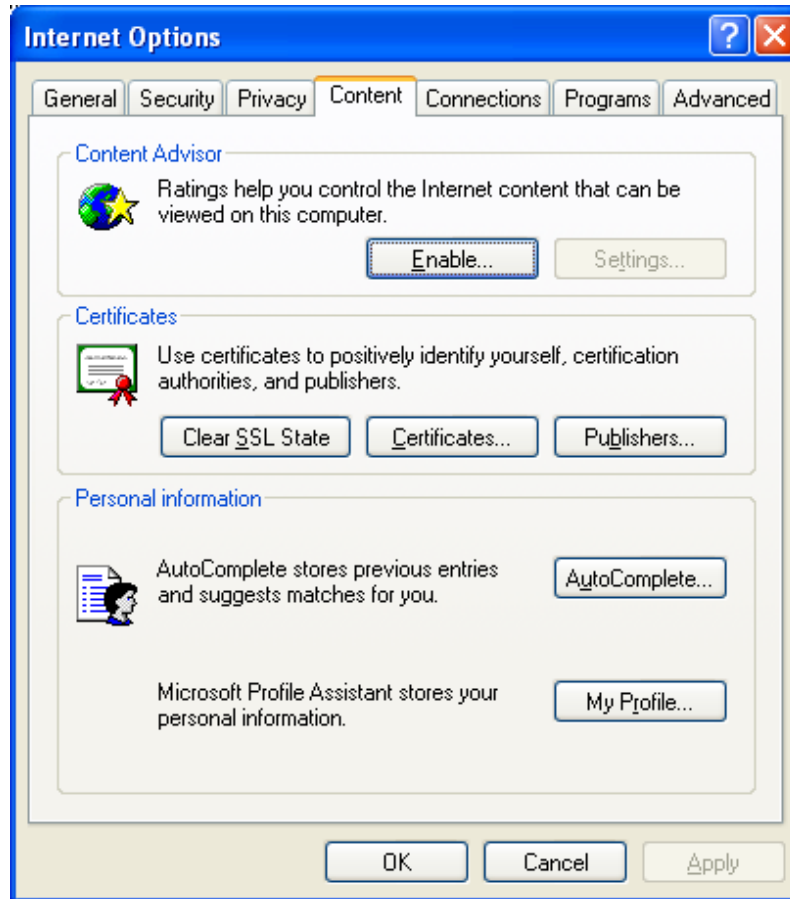 Internet Options
General Security Privacy Content Connections Programs Advanced
Content Advisor
Ratings help you control the Internet content that can be
viewed on this computer.
Enable... Settings...
Certificates
Use certificates to positively identify yourself, certification
authorities, and publishers.
Clear SSL State Certificates... Publishers...
Personal information
AutoComplete stores previous entries
and suggests matches for you.
AutoComplete...
Microsoft Profile Assistant stores your
personal information.
My Profile...
OK Cancel Apply